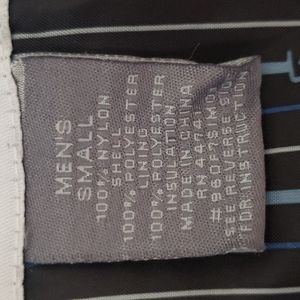 MEN'S
SMALL
100% NYLON
SHELL
100% POLYESTER
LINING
100% POLYESTER
INSULATION
MADE IN CHINA
RN 44741
SEE REVERSE SIDE
FOR INSTRUCTION